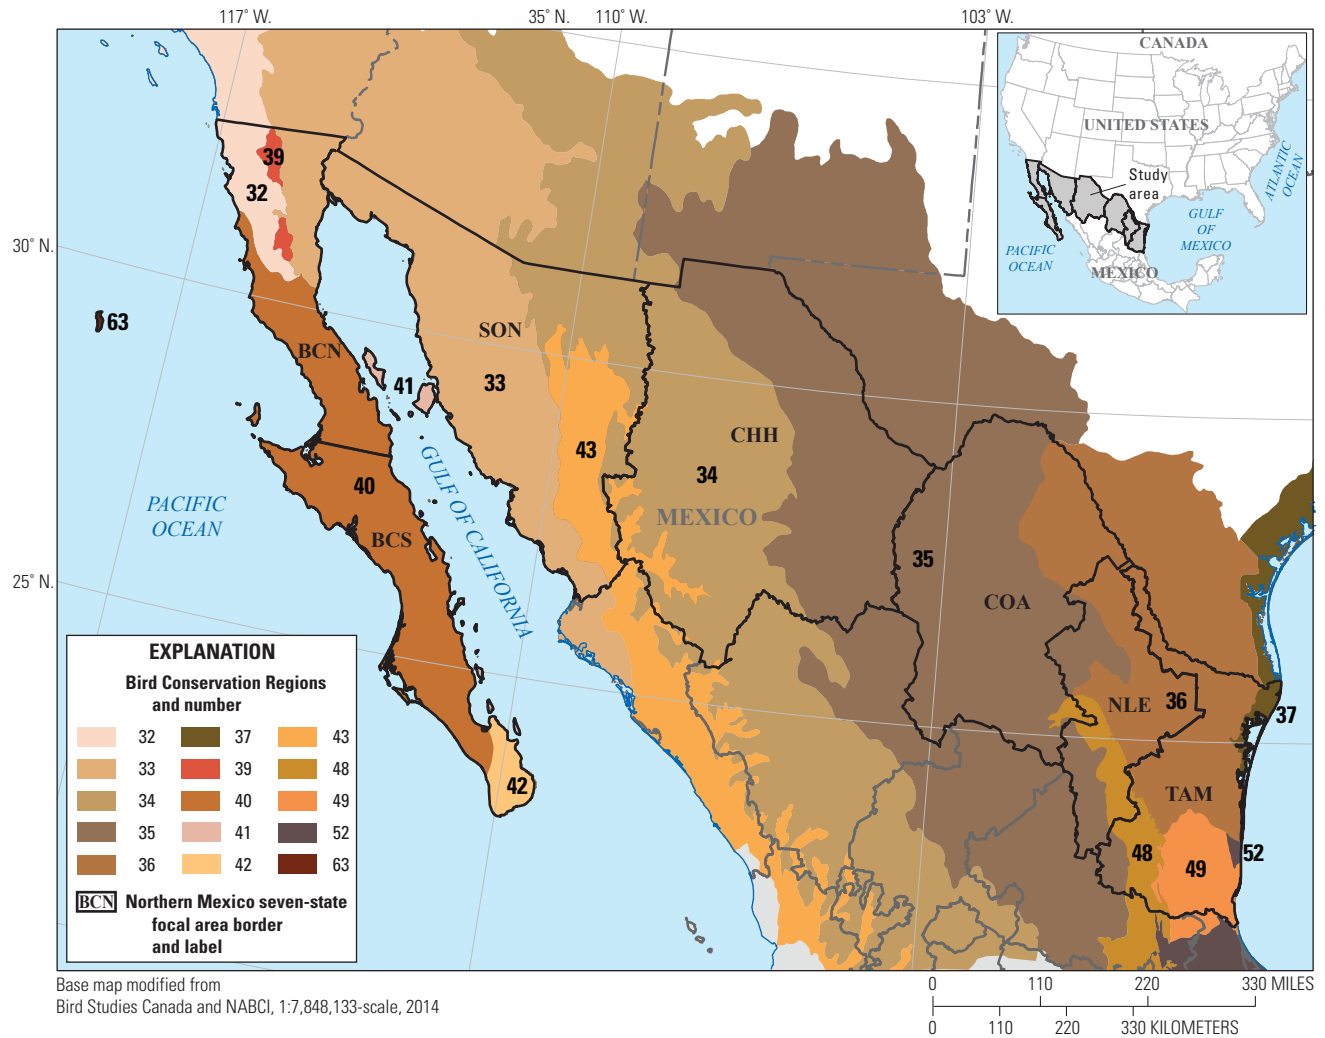 117° W.
35° N.
110° W.
103° W.
CANADA
UNITED STATES
ATLANTIC
OCEAN
Study
area
GULF
OF
MEXICO
PACIFIC
OCEAN
MEXICO
39
32
30° N.
63
SON
BCN
41
33
CHH
43
34
40
GULF OF CALIFORNIA
PACIFIC
OCEAN
MEXICO
BCS
35
25° N.
COA
NLE
36
37
42
TAM
48
52
49
EXPLANATION
Bird Conservation Regions
and number
32 37 43
33 39 48
34 40 49
35 41 52
36 42 63
BCN Northern Mexico seven-state
focal area border
and label
Base map modified from
Bird Studies Canada and NABCI, 1:7,848,133-scale, 2014
0 110 220 330 MILES
0 110 220 330 KILOMETERS